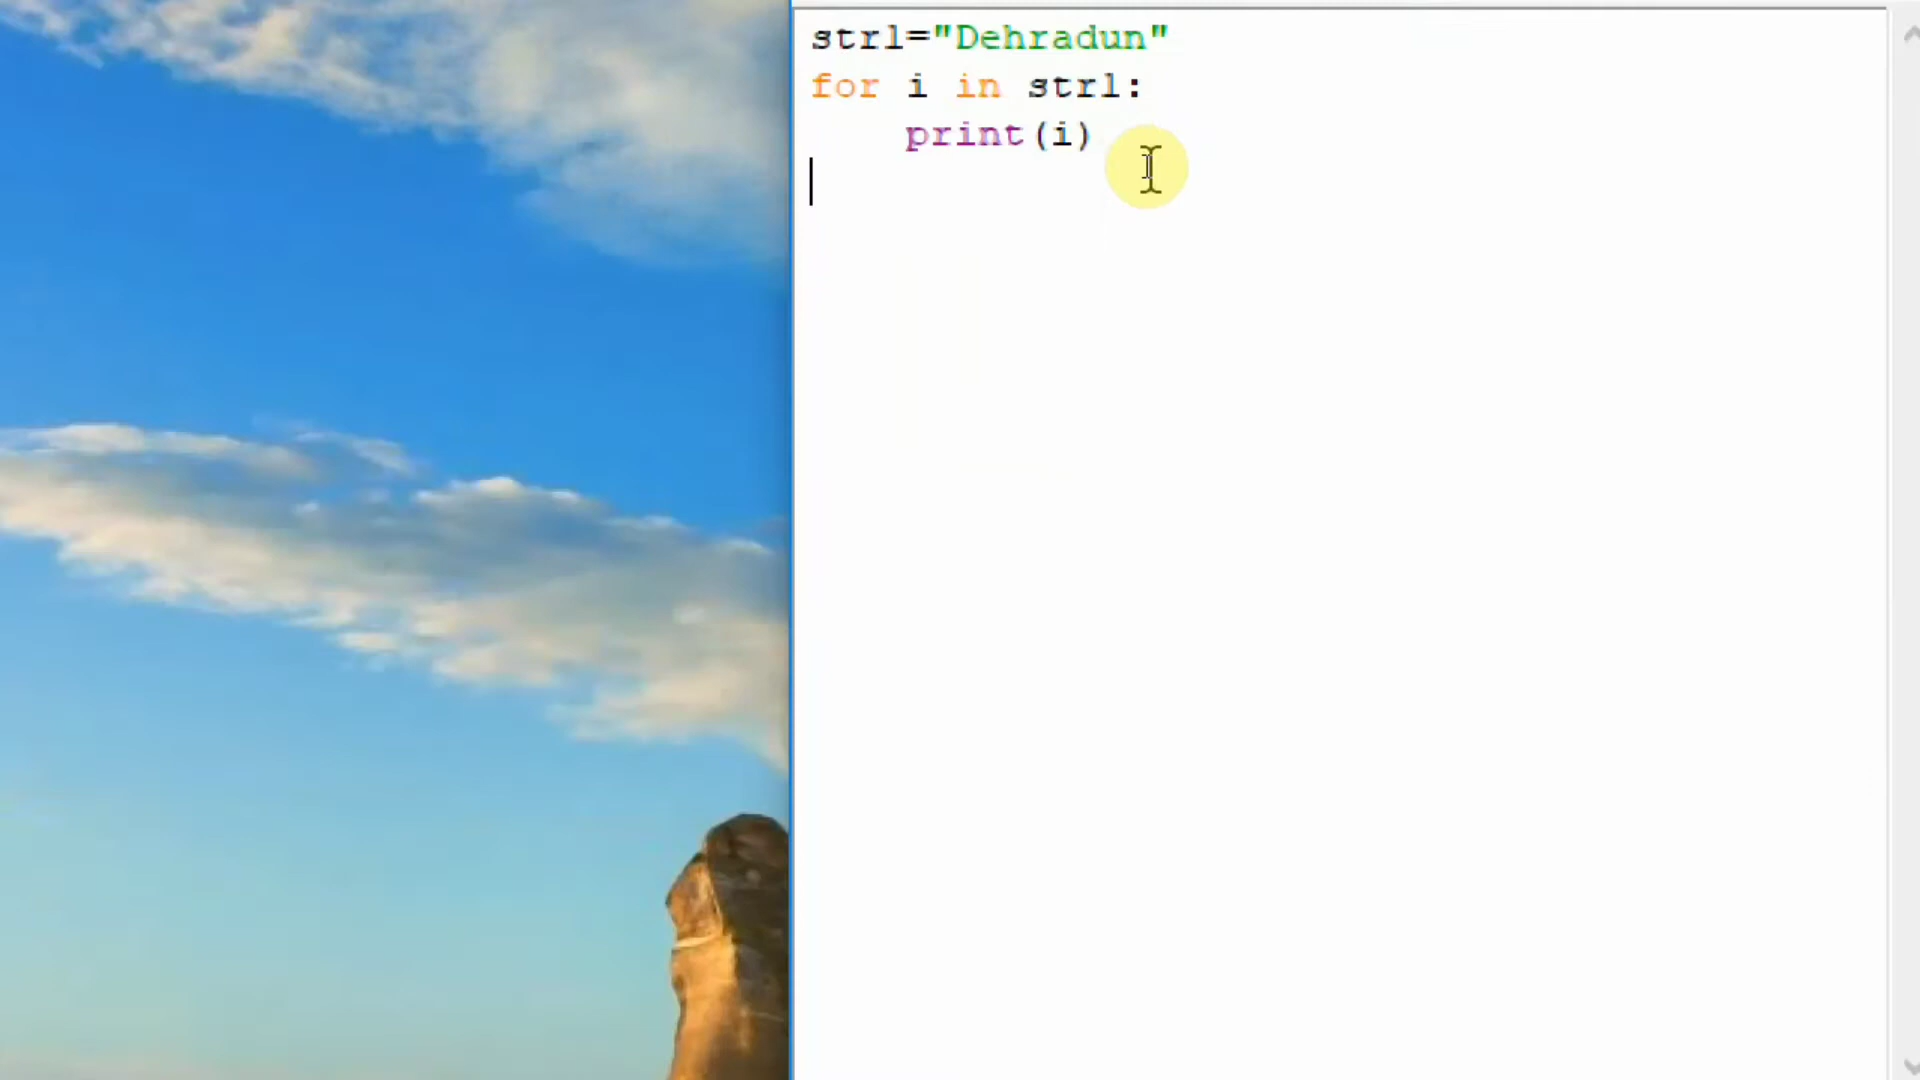 str1="Dehradun"
for i in str1:
    print(i)